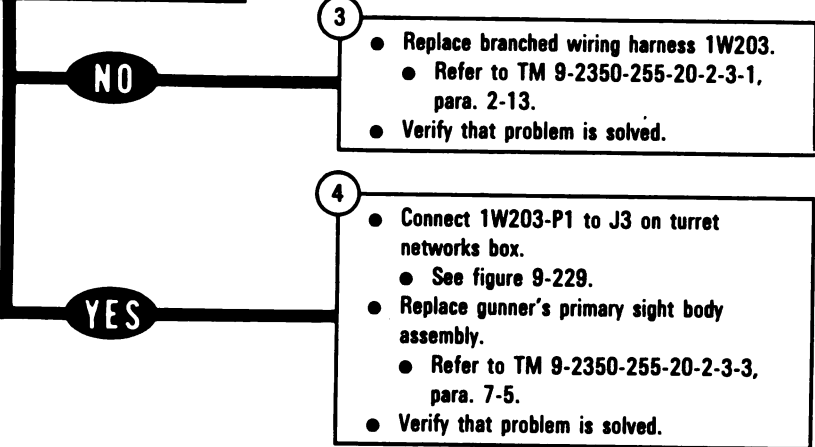 3
● Replace branched wiring harness 1W203.
● Refer to TM 9-2350-255-20-2-3-1,
para. 2-13.
● Verify that problem is solved.
NO
4
● Connect 1W203-P1 to J3 on turret
networks box.
● See figure 9-229.
● Replace gunner's primary sight body
assembly.
● Refer to TM 9-2350-255-20-2-3-3,
para. 7-5.
● Verify that problem is solved.
YES